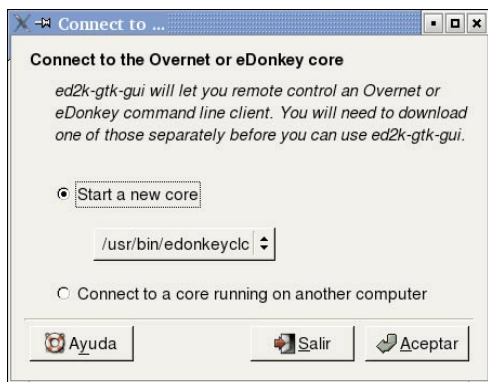 Connect to ...
Connect to the Overnet or eDonkey core
ed2k-gtk-gui will let you remote control an Overnet or
eDonkey command line client. You will need to download
one of those separately before you can use ed2k-gtk-gui.
Start a new core
/usr/bin/edonkeyclc
Connect to a core running on another computer
Ayuda
Salir
Aceptar